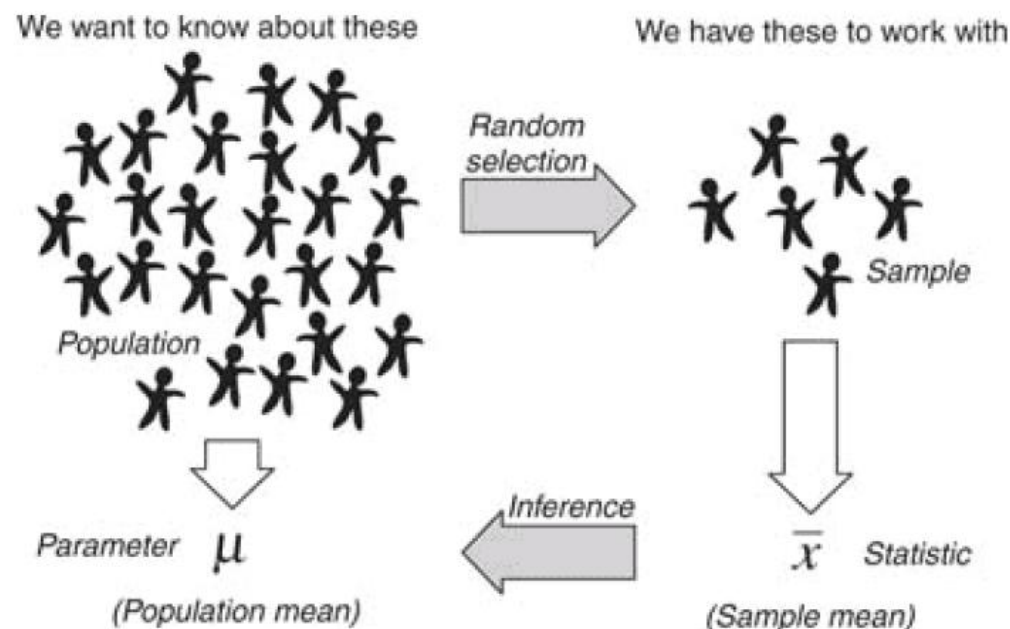 We want to know about these
We have these to work with
Random
selection
Sample
Population
Inference
Parameter μ
x̄ Statistic
(Population mean)
(Sample mean)